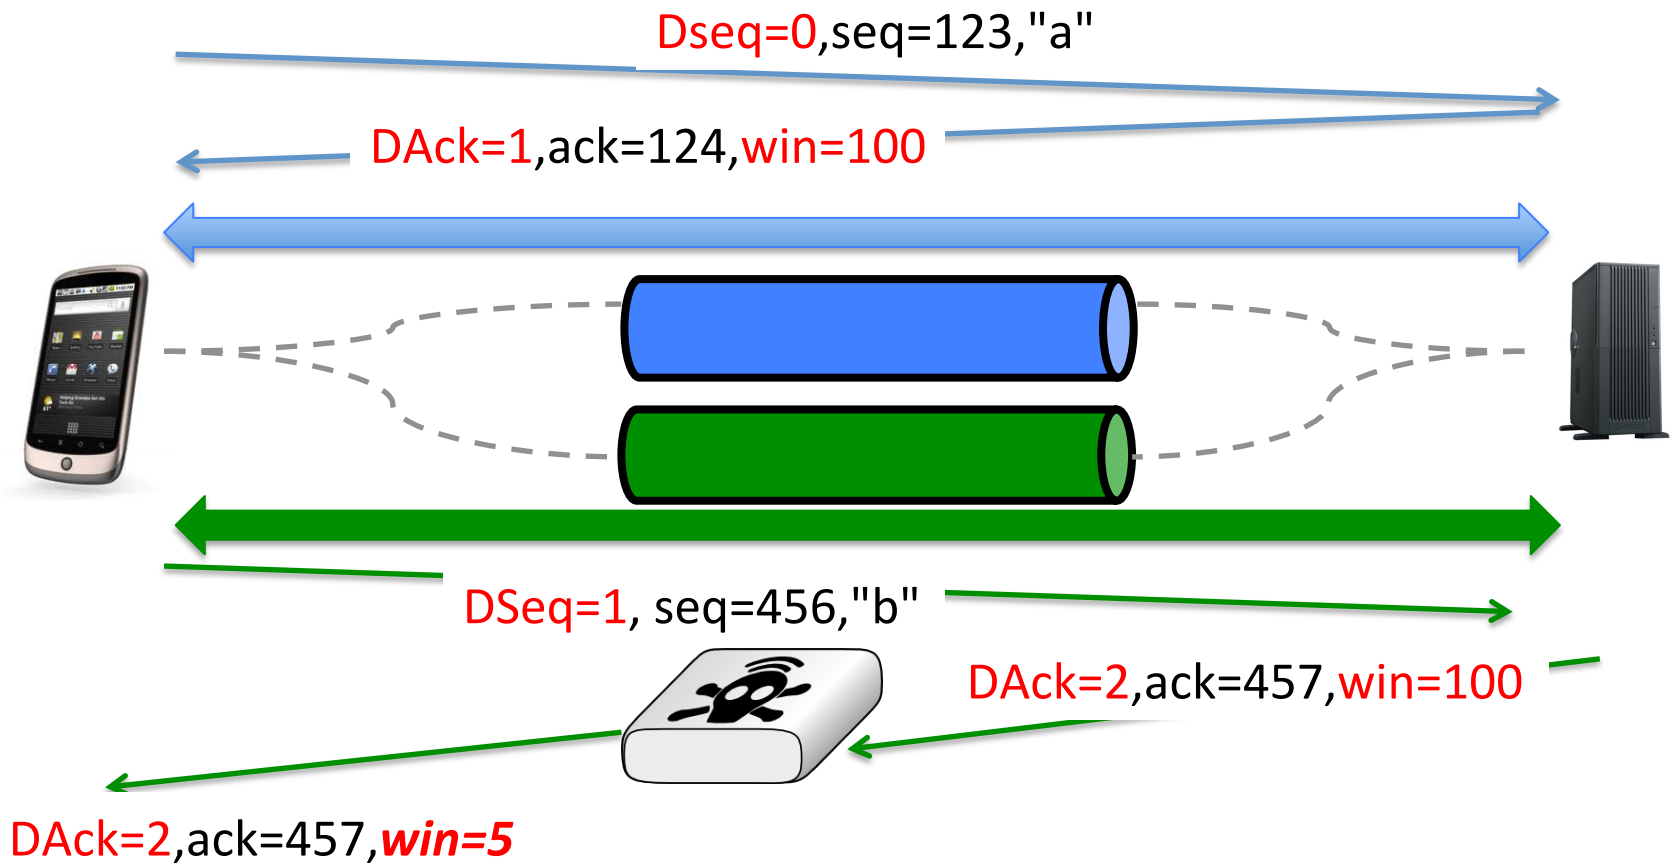 Dseq=0,seq=123,"a"
DAck=1,ack=124,win=100
DSeq=1, seq=456,"b"
DAck=2,ack=457,win=100
DAck=2,ack=457,win=5